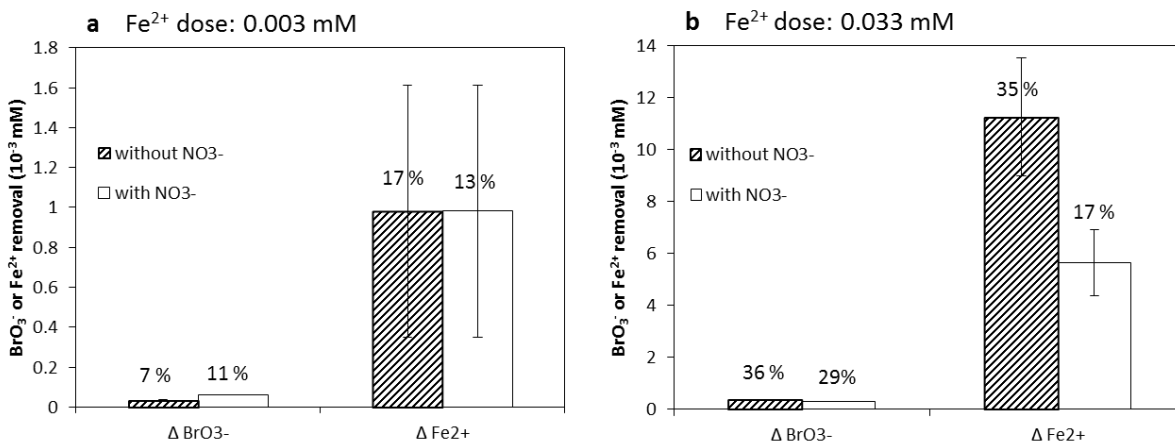 a Fe²⁺ dose: 0.003 mM
BrO₃⁻ or Fe²⁺ removal (10⁻³ mM)
1.8
1.6
1.4
1.2
1
0.8
0.6
0.4
0.2
0
without NO3-
with NO3-
7 %
11 %
17 %
13 %
Δ BrO3-
Δ Fe2+
b Fe²⁺ dose: 0.033 mM
BrO₃⁻ or Fe²⁺ removal (10⁻³ mM)
14
12
10
8
6
4
2
0
without NO3-
with NO3-
36 %
29%
35 %
17 %
Δ BrO3-
Δ Fe2+